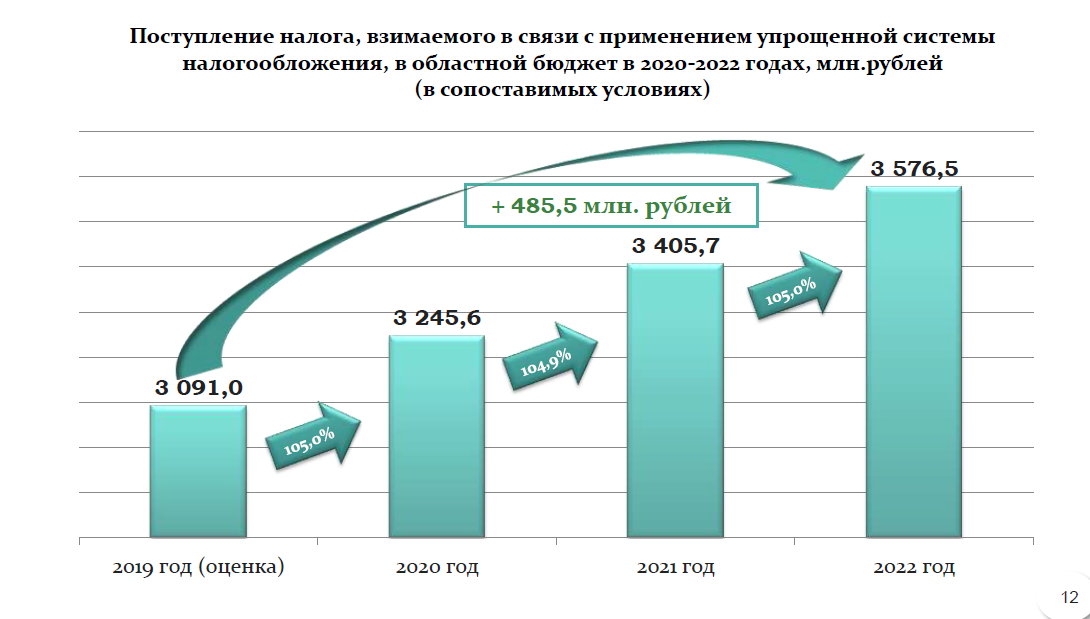 Поступление налога, взимаемого в связи с применением упрощенной системы
налогообложения, в областной бюджет в 2020-2022 годах, млн.рублей
(в сопоставимых условиях)
3 576,5
+ 485,5 млн. рублей
3 405,7
105,0%
3 245,6
104,9%
3 091,0
105,0%
2019 год (оценка)
2020 год
2021 год
2022 год
12